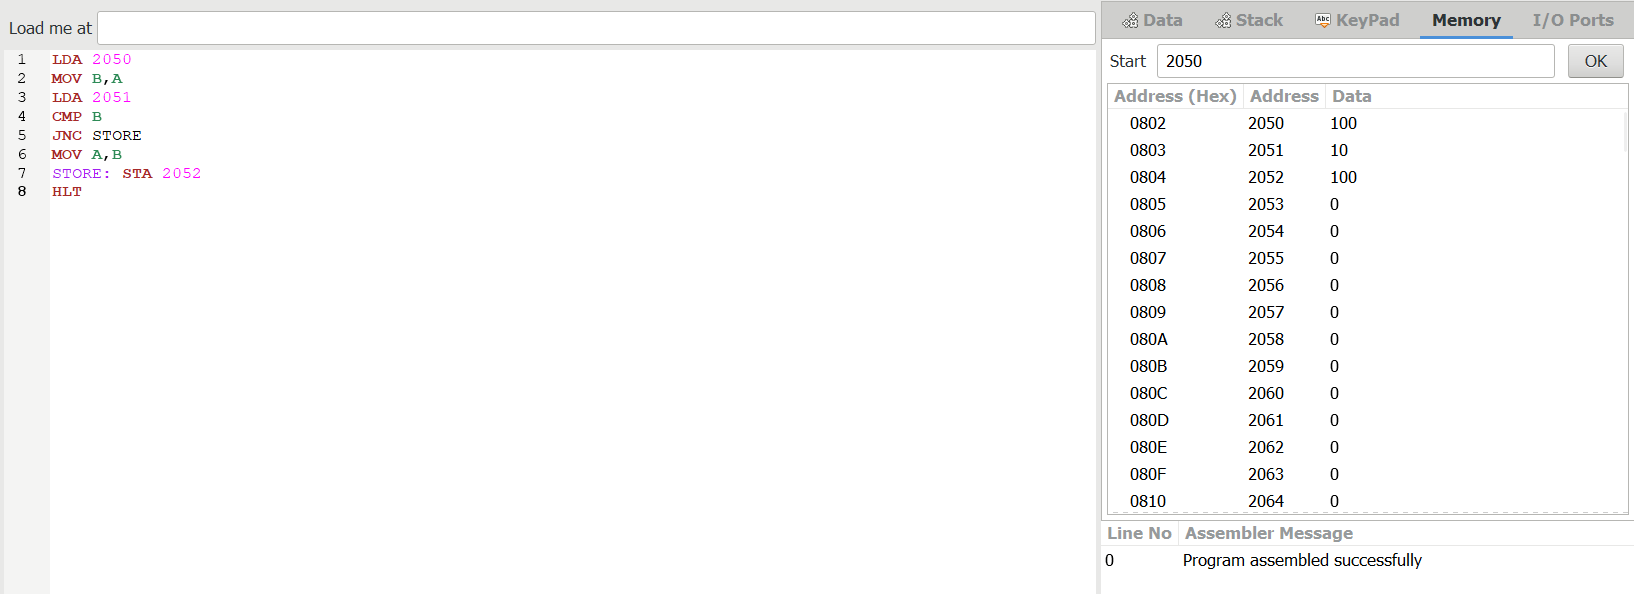 Load me at
1 LDA 2050
2 MOV B,A
3 LDA 2051
4 CMP B
5 JNC STORE
6 MOV A,B
7 STORE: STA 2052
8 HLT
Data Stack Abc KeyPad Memory I/O Ports
Start 2050 OK
Address (Hex) Address Data
0802 2050 100
0803 2051 10
0804 2052 100
0805 2053 0
0806 2054 0
0807 2055 0
0808 2056 0
0809 2057 0
080A 2058 0
080B 2059 0
080C 2060 0
080D 2061 0
080E 2062 0
080F 2063 0
0810 2064 0
Line No Assembler Message
0 Program assembled successfully